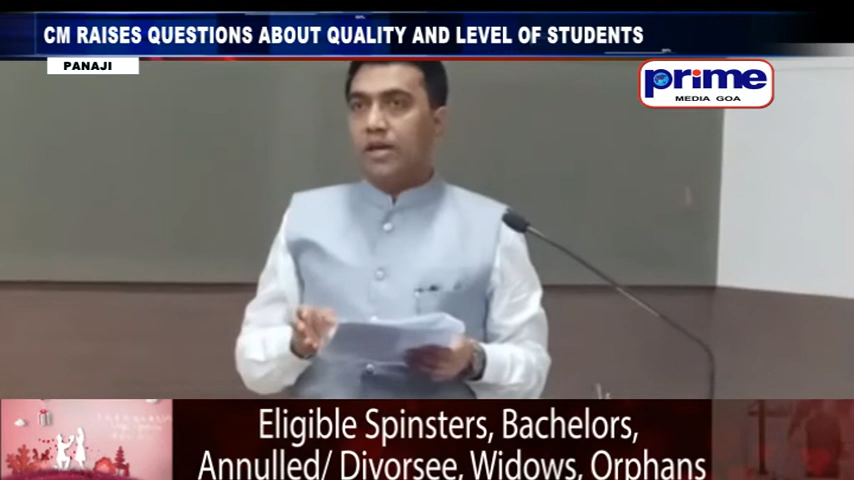 CM RAISES QUESTIONS ABOUT QUALITY AND LEVEL OF STUDENTS
PANAJI
prime
MEDIA GOA
Eligible Spinsters, Bachelors,
Annulled/ Divorsee, Widows, Orphans